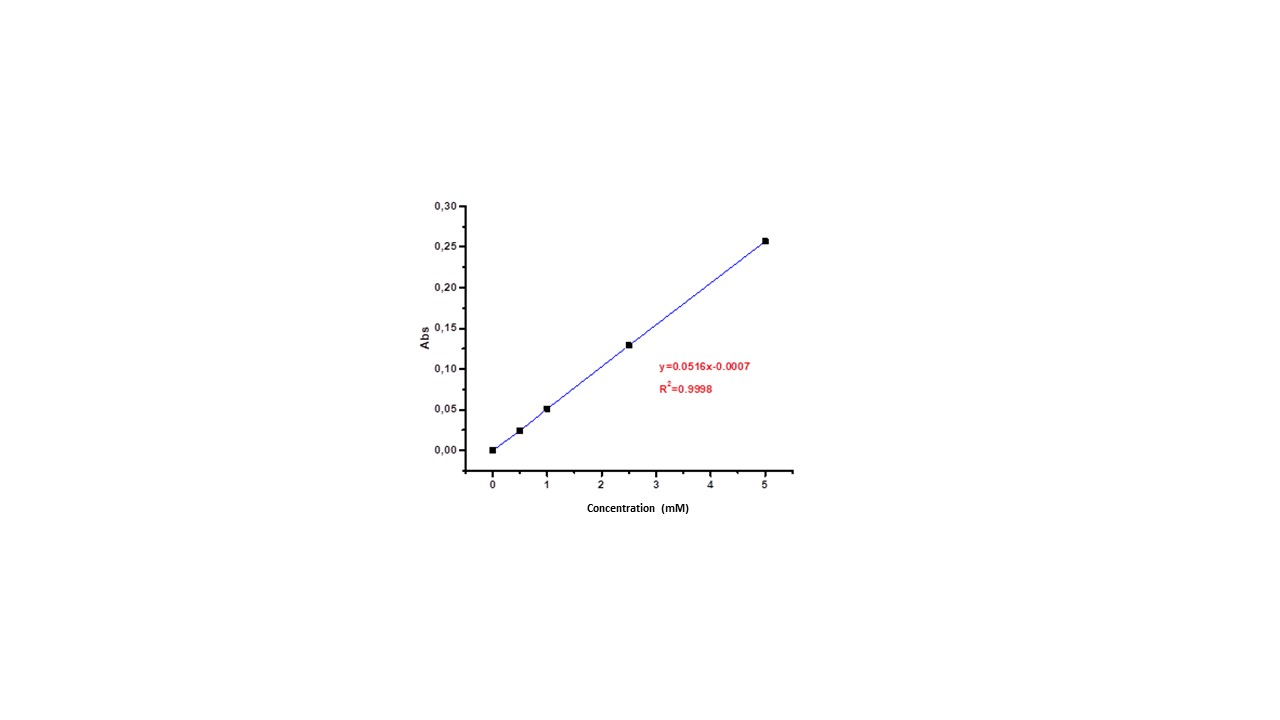 0,30
0,25
0,20
0,15
0,10
0,05
0,00
Abs
y=0.0516x-0.0007
R²=0.9998
0 1 2 3 4 5
Concentration (mM)